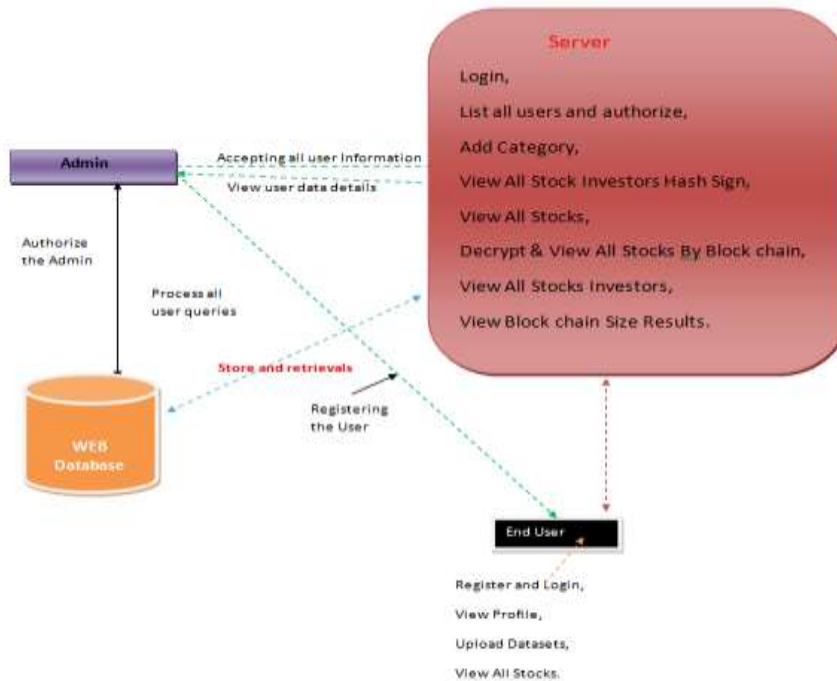 Server
Login,
List all users and authorize,
Add Category,
View All Stock Investors Hash Sign,
View All Stocks,
Decrypt & View All Stocks By Block chain,
View All Stocks Investors,
View Block chain Size Results.
Admin
Accepting all user Information
View user data details
Authorize
the Admin
Process all
user queries
Store and retrievals
Registering
the User
WEB
Database
End User
Register and Login,
View Profile,
Upload Datasets,
View All Stocks.